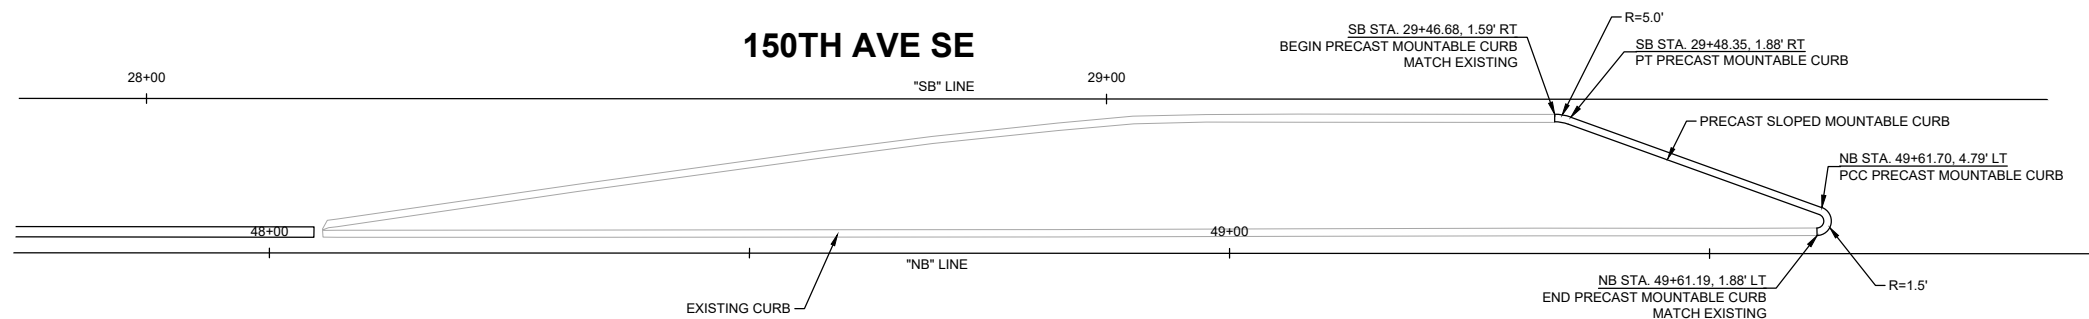 150TH AVE SE
28+00
"SB" LINE
29+00
SB STA. 29+46.68, 1.59' RT
BEGIN PRECAST MOUNTABLE CURB
MATCH EXISTING
R=5.0'
SB STA. 29+48.35, 1.88' RT
PT PRECAST MOUNTABLE CURB
PRECAST SLOPED MOUNTABLE CURB
NB STA. 49+61.70, 4.79' LT
PCC PRECAST MOUNTABLE CURB
48+00
49+00
"NB" LINE
EXISTING CURB
NB STA. 49+61.19, 1.88' LT
END PRECAST MOUNTABLE CURB
MATCH EXISTING
R=1.5'